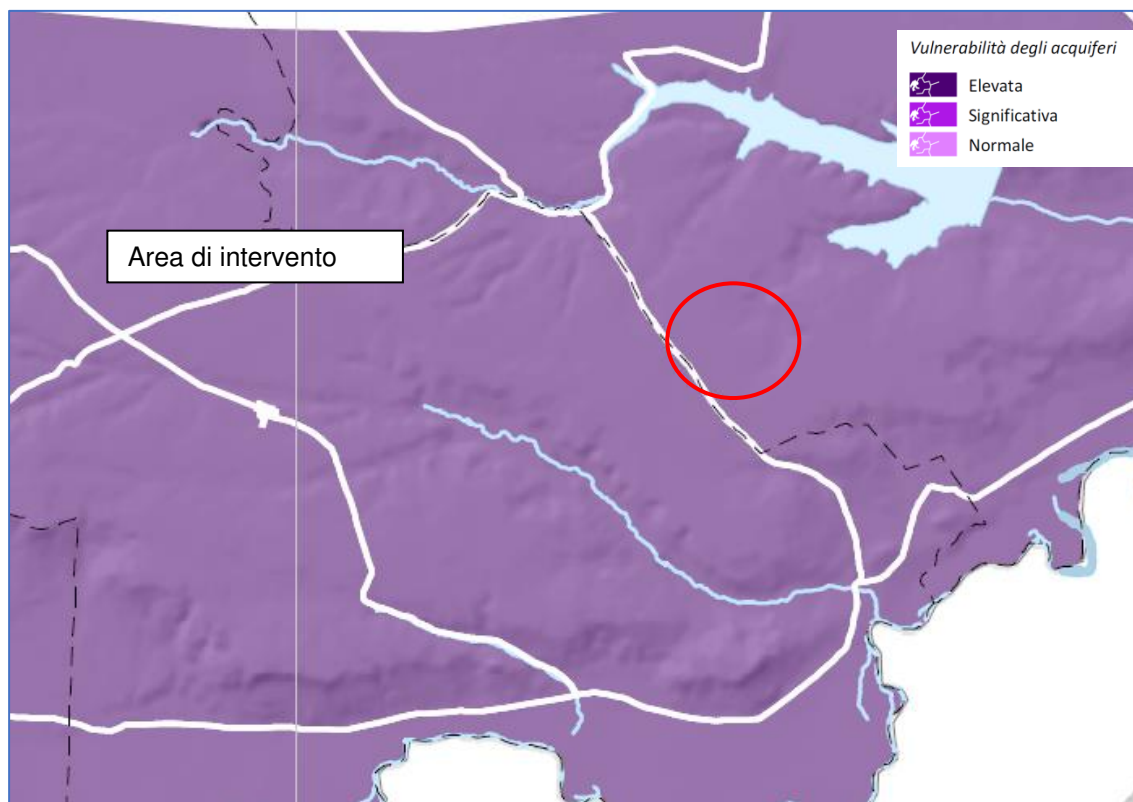 Vulnerabilità degli acquiferi
Elevata
Significativa
Normale
Area di intervento